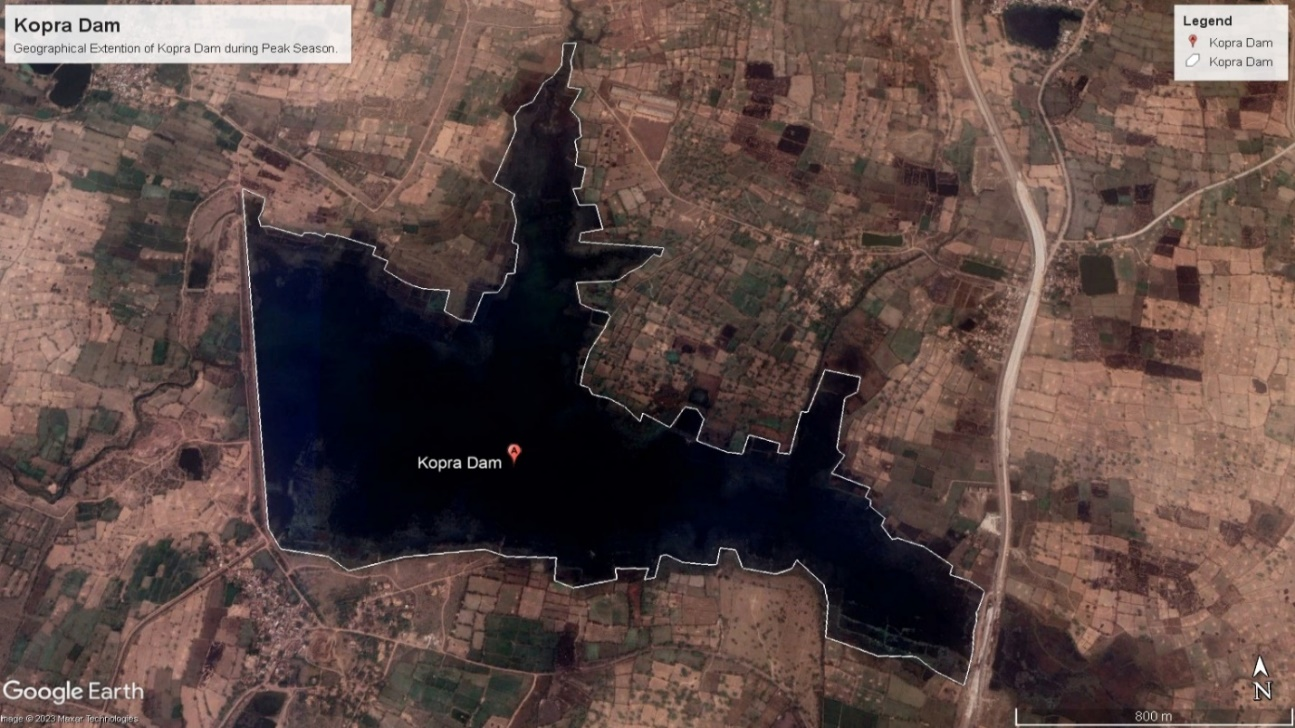 Kopra Dam
Geographical Extention of Kopra Dam during Peak Season.
Legend
Kopra Dam
Kopra Dam
A
Kopra Dam
Google Earth
Image © 2023 Maxar Technologies
N
800 m